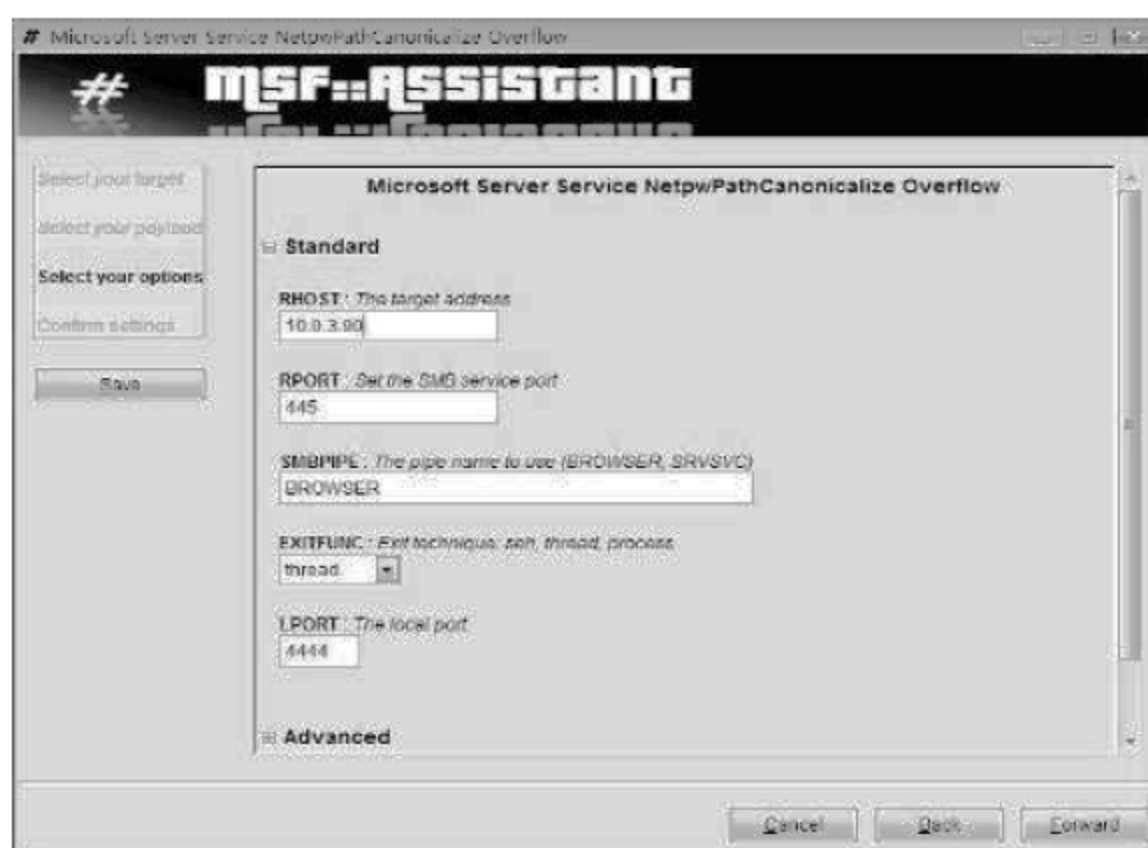 # Microsoft Server Service NetpwPathCanonicalize Overflow
# MSF::Assistant
Select your target
Select your payload
Select your options
Confirm settings
Save
Microsoft Server Service NetpwPathCanonicalize Overflow
Standard
RHOST : The target address
10.0.3.90
RPORT : Set the SMB service port
445
SMBPIPE : The pipe name to use (BROWSER, SRVSVC)
BROWSER
EXITFUNC : Exit technique: seh, thread, process
thread
LPORT : The local port
4444
Advanced
Cancel
Back
Forward